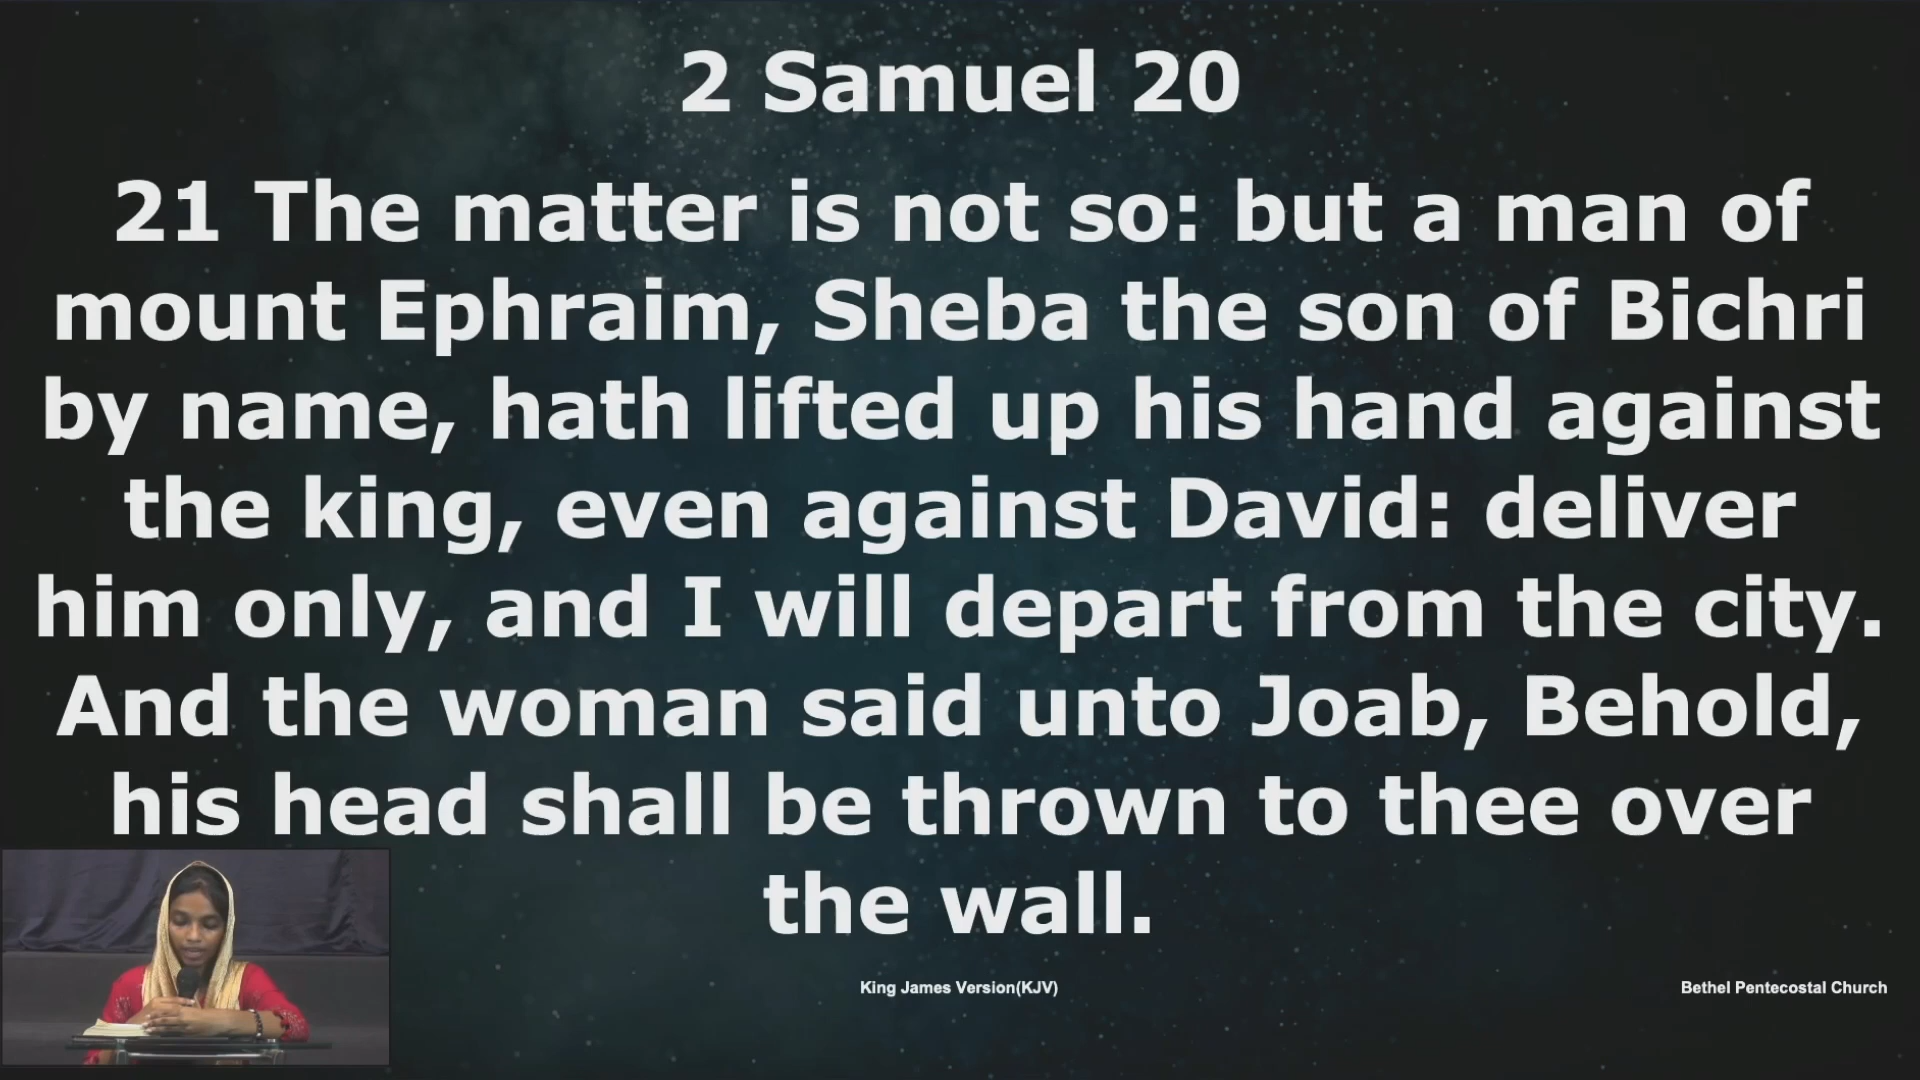 2 Samuel 20
21 The matter is not so: but a man of
mount Ephraim, Sheba the son of Bichri
by name, hath lifted up his hand against
the king, even against David: deliver
him only, and I will depart from the city.
And the woman said unto Joab, Behold,
his head shall be thrown to thee over
the wall.
King James Version(KJV)
Bethel Pentecostal Church